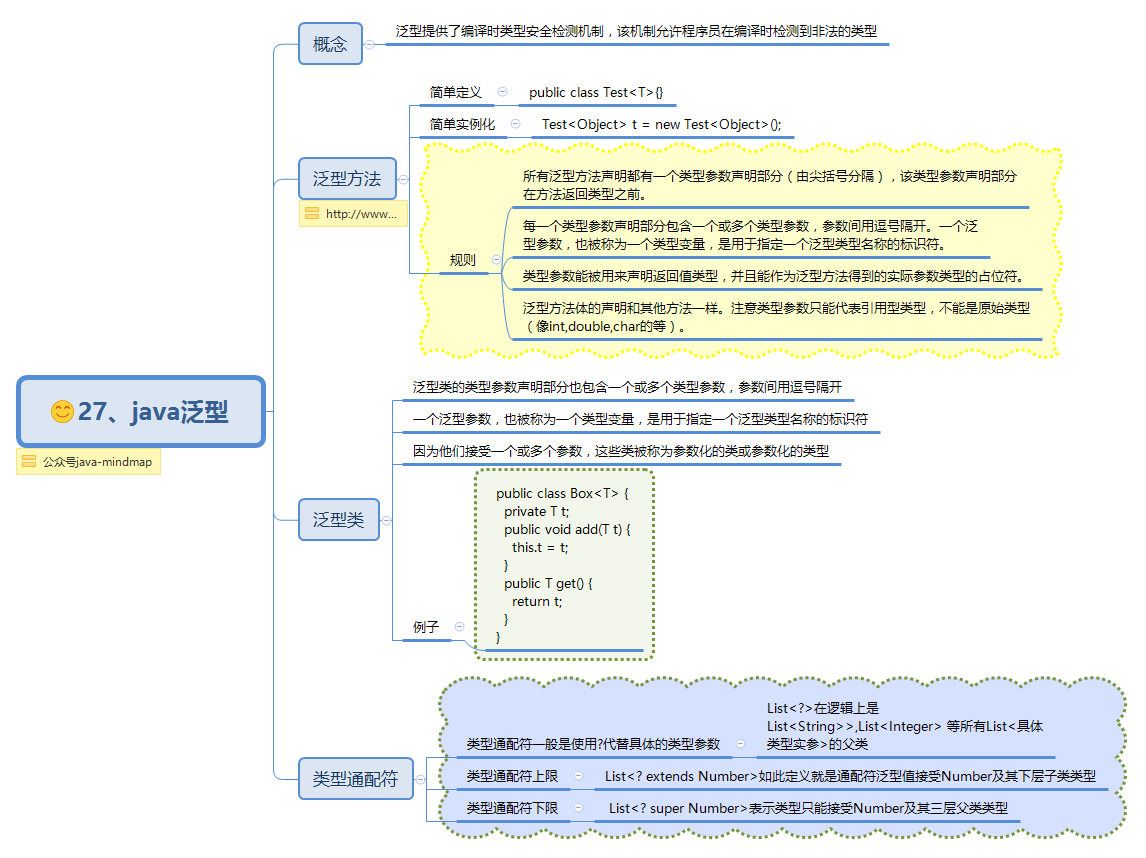 概念
泛型提供了编译时类型安全检测机制，该机制允许程序员在编译时检测到非法的类型
泛型方法
http://www...
简单定义
public class Test<T>{}
简单实例化
Test<Object> t = new Test<Object>();
规则
所有泛型方法声明都有一个类型参数声明部分（由尖括号分隔），该类型参数声明部分
在方法返回类型之前。
每一个类型参数声明部分包含一个或多个类型参数，参数间用逗号隔开。一个泛
型参数，也被称为一个类型变量，是用于指定一个泛型类型名称的标识符。
类型参数能被用来声明返回值类型，并且能作为泛型方法得到的实际参数类型的占位符。
泛型方法体的声明和其他方法一样。注意类型参数只能代表引用型类型，不能是原始类型
（像int,double,char的等）。
27、java泛型
公众号java-mindmap
泛型类
泛型类的类型参数声明部分也包含一个或多个类型参数，参数间用逗号隔开
一个泛型参数，也被称为一个类型变量，是用于指定一个泛型类型名称的标识符
因为他们接受一个或多个参数，这些类被称为参数化的类或参数化的类型
例子
public class Box<T> {
private T t;
public void add(T t) {
this.t = t;
}
public T get() {
return t;
}
}
类型通配符
类型通配符一般是使用?代替具体的类型参数
List<?>在逻辑上是
List<String>>,List<Integer> 等所有List<具体
类型实参>的父类
类型通配符上限
List<? extends Number>如此定义就是通配符泛型值接受Number及其下层子类类型
类型通配符下限
List<? super Number>表示类型只能接受Number及其三层父类类型